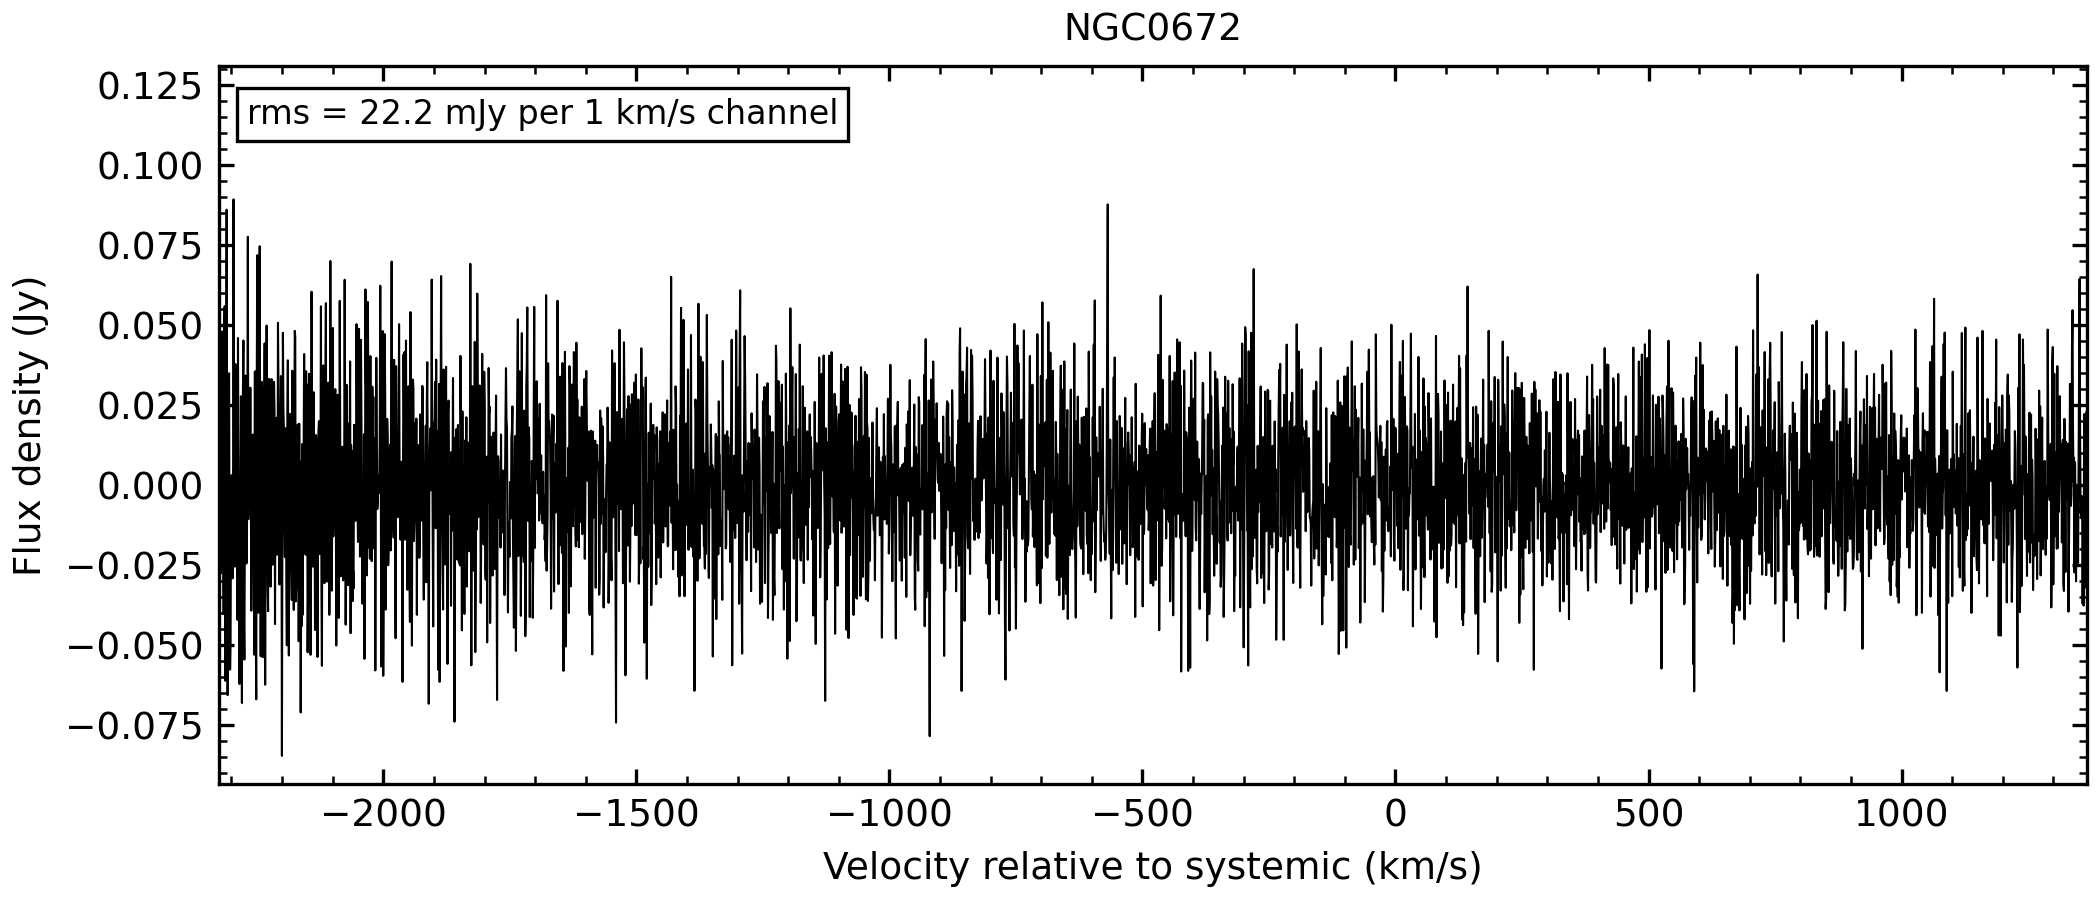 NGC0672
rms = 22.2 mJy per 1 km/s channel
Flux density (Jy)
0.125
0.100
0.075
0.050
0.025
0.000
−0.025
−0.050
−0.075
−2000 −1500 −1000 −500 0 500 1000
Velocity relative to systemic (km/s)